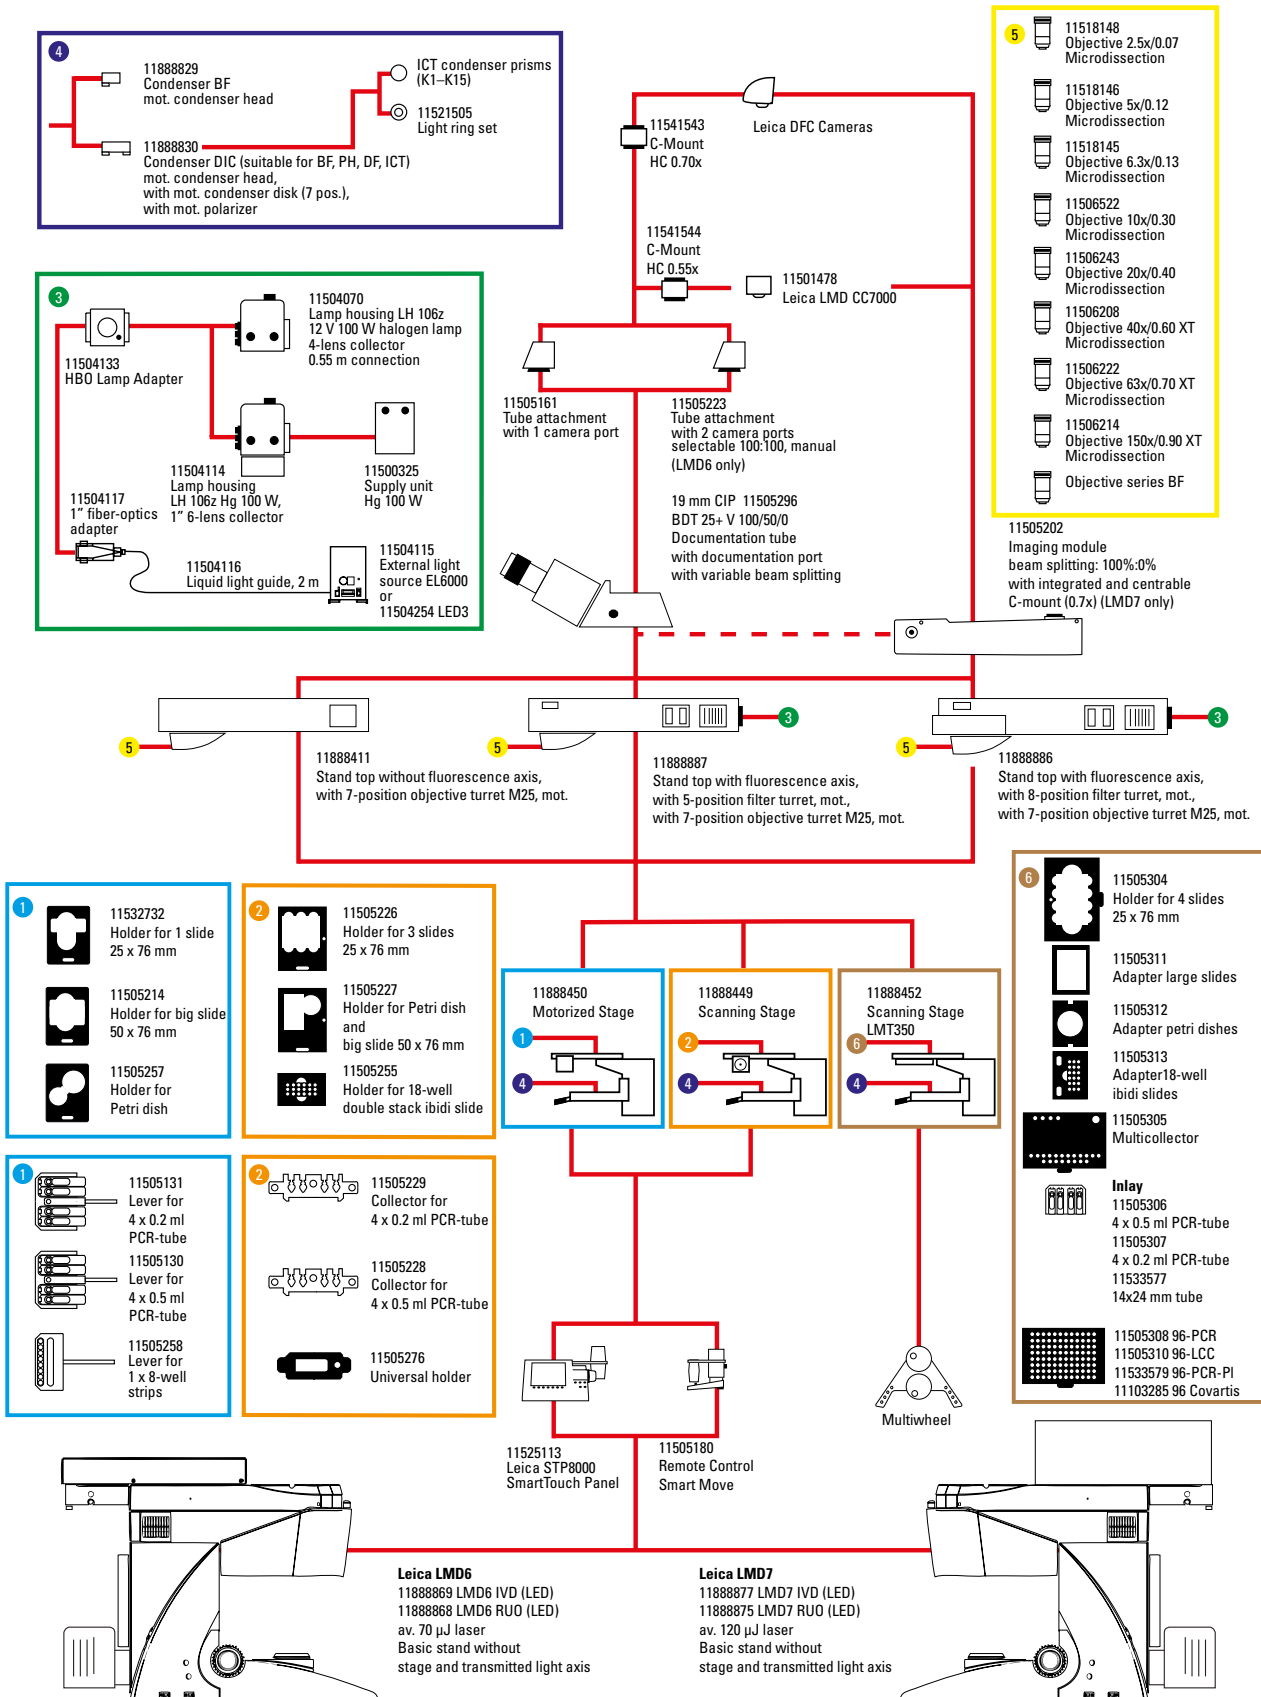 4
11888829
Condenser BF
mot. condenser head
ICT condenser prisms
(K1–K15)
11521505
Light ring set
11888830
Condenser DIC (suitable for BF, PH, DF, ICT)
mot. condenser head,
with mot. condenser disk (7 pos.),
with mot. polarizer
11541543
C-Mount
HC 0.70x
Leica DFC Cameras
11541544
C-Mount
HC 0.55x
11501478
Leica LMD CC7000
5
11518148
Objective 2.5x/0.07
Microdissection
11518146
Objective 5x/0.12
Microdissection
11518145
Objective 6.3x/0.13
Microdissection
11506522
Objective 10x/0.30
Microdissection
11506243
Objective 20x/0.40
Microdissection
11506208
Objective 40x/0.60 XT
Microdissection
11506222
Objective 63x/0.70 XT
Microdissection
11506214
Objective 150x/0.90 XT
Microdissection
Objective series BF
3
11504070
Lamp housing LH 106z
12 V 100 W halogen lamp
4-lens collector
0.55 m connection
11504133
HBO Lamp Adapter
11504114
Lamp housing
LH 106z Hg 100 W,
1” 6-lens collector
11500325
Supply unit
Hg 100 W
11504117
1” fiber-optics
adapter
11504116
Liquid light guide, 2 m
11504115
External light
source EL6000
or
11504254 LED3
11505161
Tube attachment
with 1 camera port
11505223
Tube attachment
with 2 camera ports
selectable 100:100, manual
(LMD6 only)
19 mm CIP 11505296
BDT 25+ V 100/50/0
Documentation tube
with documentation port
with variable beam splitting
11505202
Imaging module
beam splitting: 100%:0%
with integrated and centrable
C-mount (0.7x) (LMD7 only)
5
11888411
Stand top without fluorescence axis,
with 7-position objective turret M25, mot.
5
3
11888887
Stand top with fluorescence axis,
with 5-position filter turret, mot.,
with 7-position objective turret M25, mot.
5
3
11888886
Stand top with fluorescence axis,
with 8-position filter turret, mot.,
with 7-position objective turret M25, mot.
1
11532732
Holder for 1 slide
25 x 76 mm
11505214
Holder for big slide
50 x 76 mm
11505257
Holder for
Petri dish
2
11505226
Holder for 3 slides
25 x 76 mm
11505227
Holder for Petri dish
and
big slide 50 x 76 mm
11505255
Holder for 18-well
double stack ibidi slide
11888450
Motorized Stage
1
4
11888449
Scanning Stage
2
4
11888452
Scanning Stage
LMT350
6
4
6
11505304
Holder for 4 slides
25 x 76 mm
11505311
Adapter large slides
11505312
Adapter petri dishes
11505313
Adapter18-well
ibidi slides
11505305
Multicollector
Inlay
11505306
4 x 0.5 ml PCR-tube
11505307
4 x 0.2 ml PCR-tube
11533577
14x24 mm tube
11505308 96-PCR
11505310 96-LCC
11533579 96-PCR-PI
11103285 96 Covartis
1
11505131
Lever for
4 x 0.2 ml
PCR-tube
11505130
Lever for
4 x 0.5 ml
PCR-tube
11505258
Lever for
1 x 8-well
strips
2
11505229
Collector for
4 x 0.2 ml PCR-tube
11505228
Collector for
4 x 0.5 ml PCR-tube
11505276
Universal holder
11525113
Leica STP8000
SmartTouch Panel
11505180
Remote Control
Smart Move
Multiwheel
Leica LMD6
11888869 LMD6 IVD (LED)
11888868 LMD6 RUO (LED)
av. 70 µJ laser
Basic stand without
stage and transmitted light axis
Leica LMD7
11888877 LMD7 IVD (LED)
11888875 LMD7 RUO (LED)
av. 120 µJ laser
Basic stand without
stage and transmitted light axis